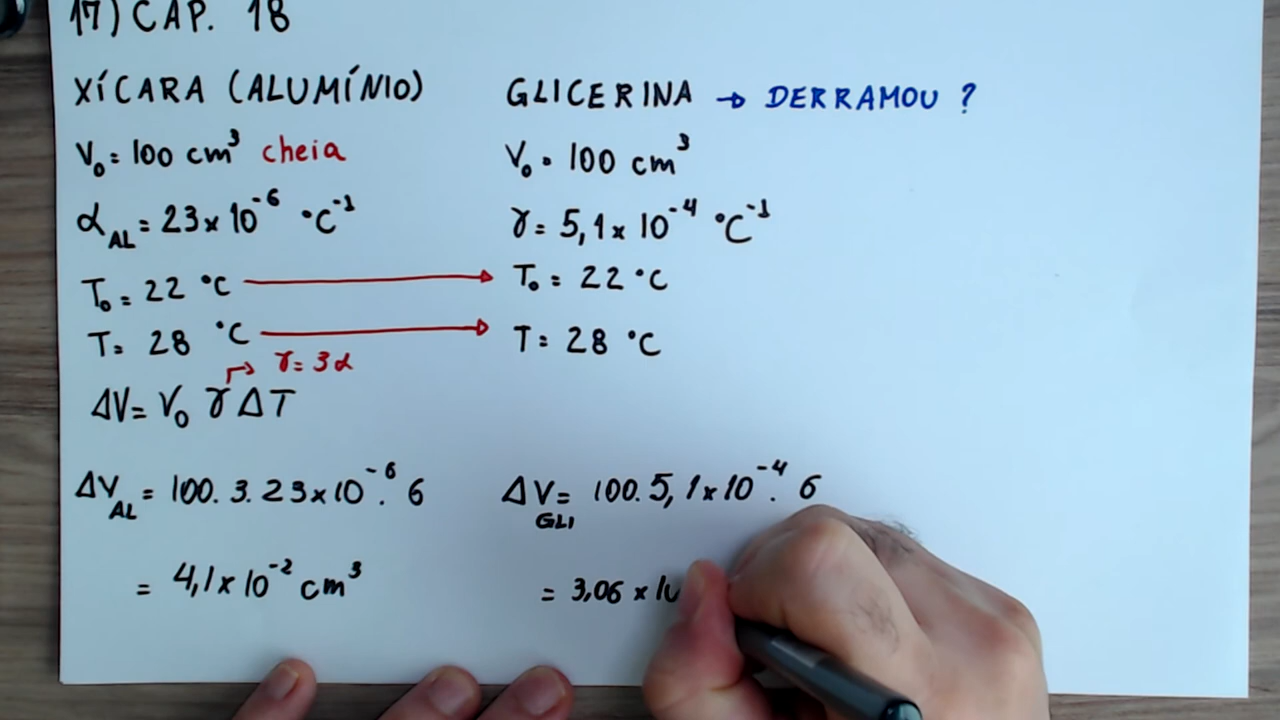 17) CAP. 18
XÍCARA (ALUMÍNIO)
V₀ = 100 cm³ cheia
α_AL = 23 x 10⁻⁶ °C⁻¹
T₀ = 22 °C
T = 28 °C
γ = 3α
ΔV = V₀ γ ΔT
ΔV_AL = 100. 3. 23 x 10⁻⁶. 6
= 4,1 x 10⁻² cm³
GLICERINA → DERRAMOU ?
V₀ = 100 cm³
γ = 5,1 x 10⁻⁴ °C⁻¹
T₀ = 22 °C
T = 28 °C
ΔV_GLI = 100. 5,1 x 10⁻⁴. 6
= 3,06 x